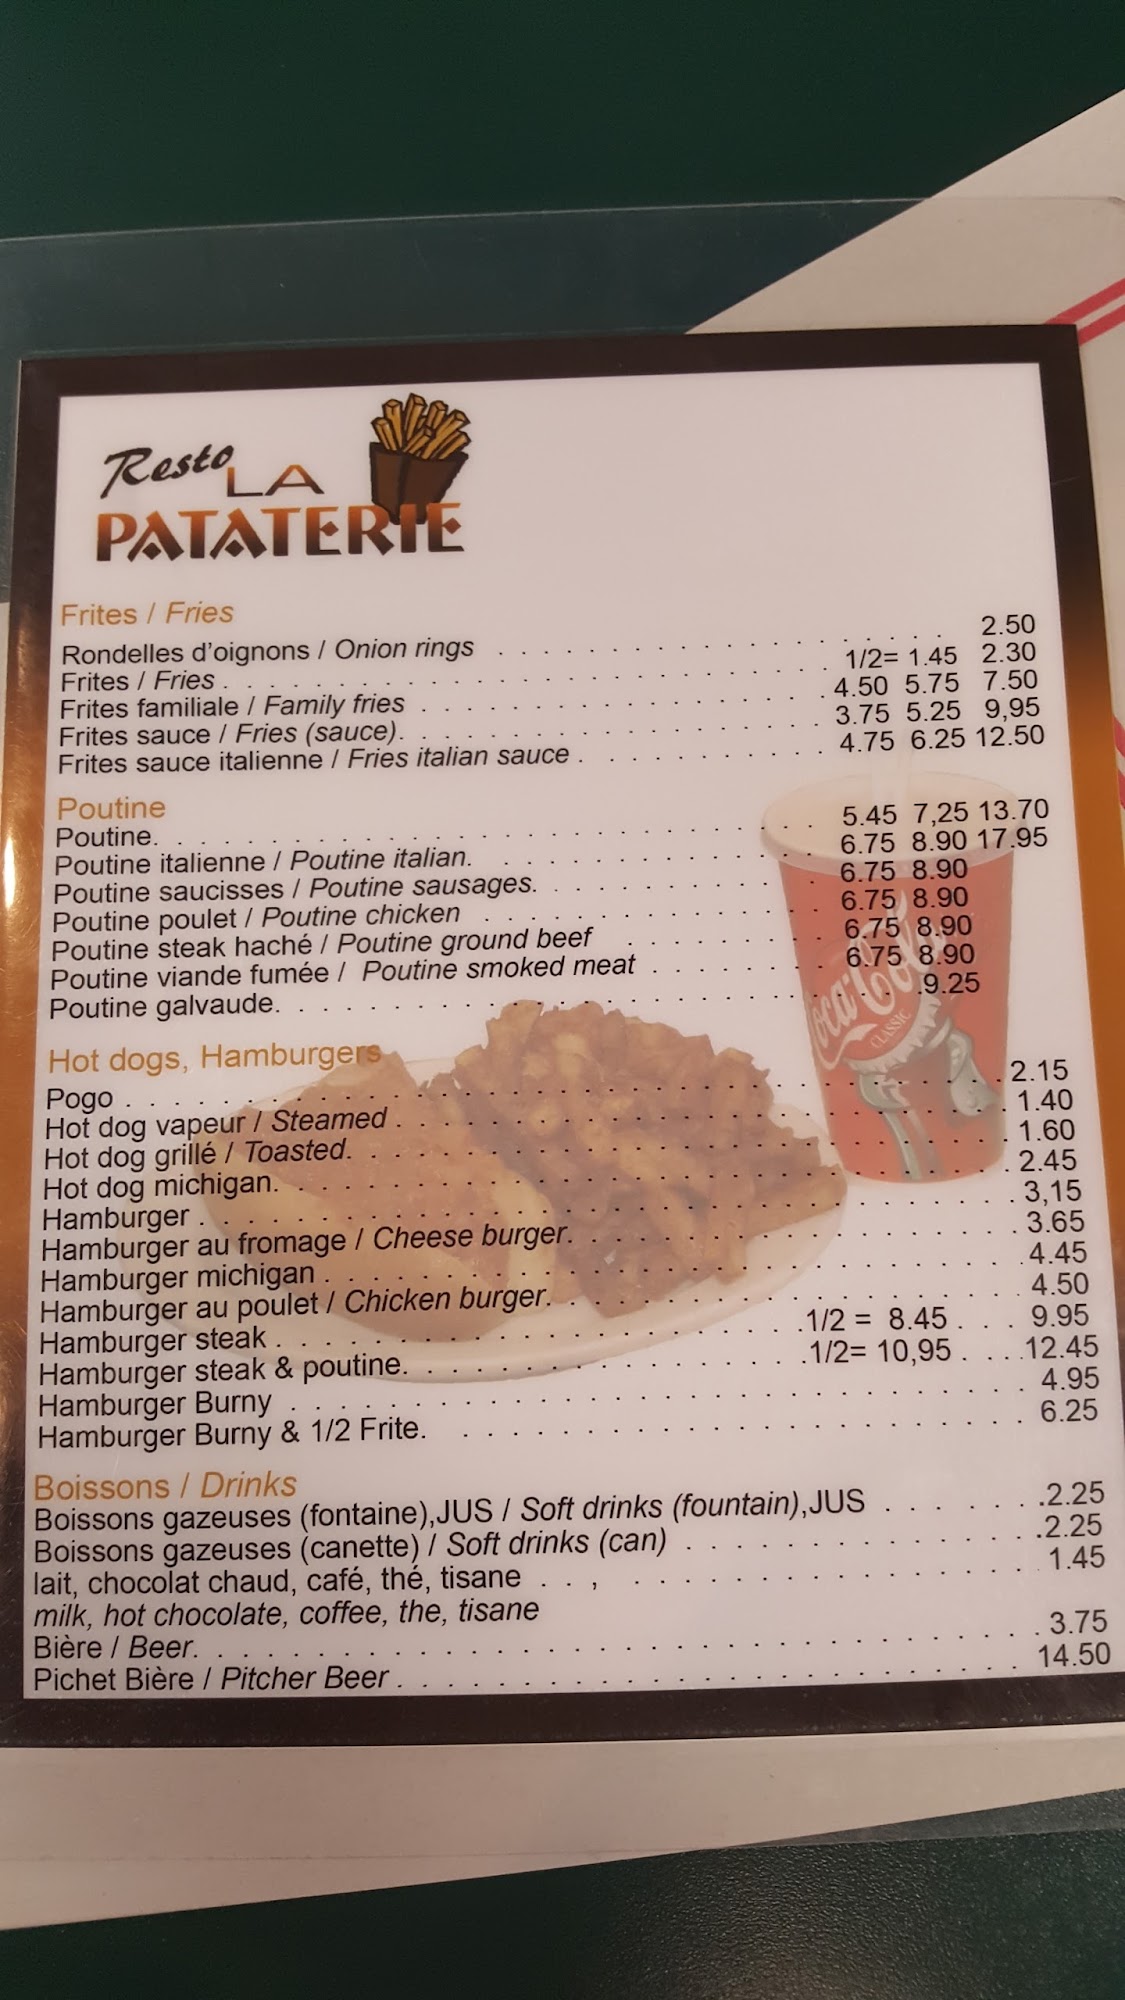 Resto
LA
PATATERIE
Frites / Fries
Rondelles d'oignons / Onion rings . . . . . . . . . . . . . . . . 2.50
Frites / Fries . . . . . . . . . . . . . . . . 1/2= 1.45 2.30
Frites familiale / Family fries . . . . . . . . . . . . . . . . 4.50 5.75 7.50
Frites sauce / Fries (sauce). . . . . . . . . . . . . . . . 3.75 5.25 9,95
Frites sauce italienne / Fries italian sauce . . . . . . . . . . 4.75 6.25 12.50
Poutine
Poutine. . . . . . . . . . . . . . . . 5.45 7,25 13.70
Poutine italienne / Poutine italian. . . . . . . . . . . . . 6.75 8.90 17.95
Poutine saucisses / Poutine sausages. . . . . . . . . . . 6.75 8.90
Poutine poulet / Poutine chicken . . . . . . . . . . . . . 6.75 8.90
Poutine steak haché / Poutine ground beef . . . . . . . . 6.75 8.90
Poutine viande fumée / Poutine smoked meat . . . . . . . 6.75 8.90
Poutine galvaude. . . . . . . . . . . . . . . . .9.25
Hot dogs, Hamburgers
Pogo . . . . . . . . . . . . . . . . 2.15
Hot dog vapeur / Steamed . . . . . . . . . . . . . . . . 1.40
Hot dog grillé / Toasted. . . . . . . . . . . . . . . . 1.60
Hot dog michigan. . . . . . . . . . . . . . . . 2.45
Hamburger . . . . . . . . . . . . . . . . 3,15
Hamburger au fromage / Cheese burger. . . . . . . . . . . . . . . 3.65
Hamburger michigan . . . . . . . . . . . . . . . . 4.45
Hamburger au poulet / Chicken burger. . . . . . . . . . . . . . . 4.50
Hamburger steak . . . . . . . . . . . . . . . .1/2 = 8.45 . . . 9.95
Hamburger steak & poutine. . . . . . . . . . . . . .1/2= 10,95 . . . .12.45
Hamburger Burny . . . . . . . . . . . . . . . . 4.95
Hamburger Burny & 1/2 Frite. . . . . . . . . . . . . . . . 6.25
Boissons / Drinks
Boissons gazeuses (fontaine),JUS / Soft drinks (fountain),JUS . . . . . . .2.25
Boissons gazeuses (canette) / Soft drinks (can) . . . . . . . . . . . . .2.25
lait, chocolat chaud, café, thé, tisane . . , . . . . . . . . . . . . . . 1.45
milk, hot chocolate, coffee, the, tisane
Bière / Beer. . . . . . . . . . . . . . . . 3.75
Pichet Bière / Pitcher Beer . . . . . . . . . . . . . . . . 14.50
Coca-Cola
CLASSIC